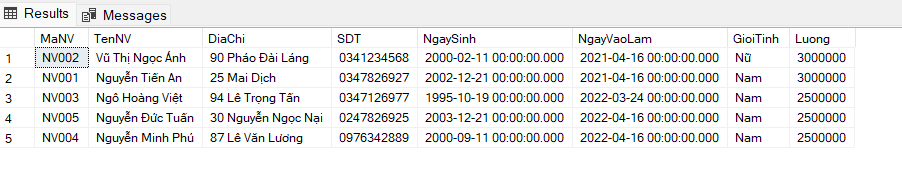 Results Messages
MaNV TenNV DiaChi SDT NgaySinh NgayVaoLam GioiTinh Luong
1 NV002 Vũ Thị Ngọc Ánh 90 Pháo Đài Láng 0341234568 2000-02-11 00:00:00.000 2021-04-16 00:00:00.000 Nữ 3000000
2 NV001 Nguyễn Tiến An 25 Mai Dịch 0347826927 2002-12-21 00:00:00.000 2021-04-16 00:00:00.000 Nam 3000000
3 NV003 Ngô Hoàng Việt 94 Lê Trọng Tấn 0347126977 1995-10-19 00:00:00.000 2022-03-24 00:00:00.000 Nam 2500000
4 NV005 Nguyễn Đức Tuấn 30 Nguyễn Ngọc Nại 0247826925 2003-12-21 00:00:00.000 2022-04-16 00:00:00.000 Nam 2500000
5 NV004 Nguyễn Minh Phú 87 Lê Văn Lương 0976342889 2000-09-11 00:00:00.000 2022-04-16 00:00:00.000 Nam 2500000